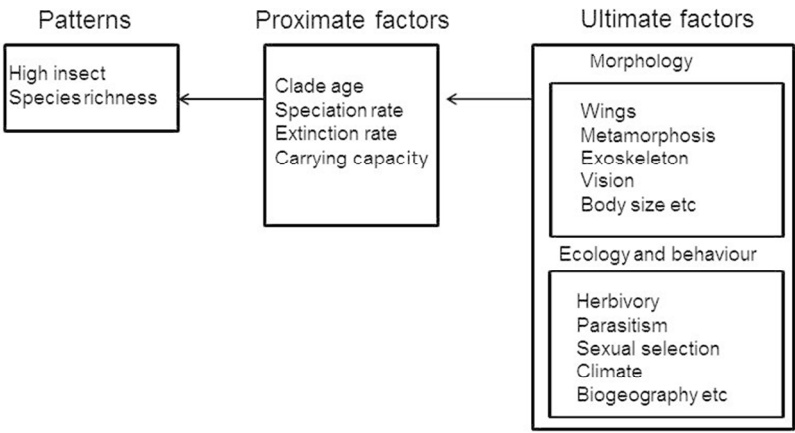 Patterns
High insect
Species richness
Proximate factors
Clade age
Speciation rate
Extinction rate
Carrying capacity
Ultimate factors
Morphology
Wings
Metamorphosis
Exoskeleton
Vision
Body size etc
Ecology and behaviour
Herbivory
Parasitism
Sexual selection
Climate
Biogeography etc